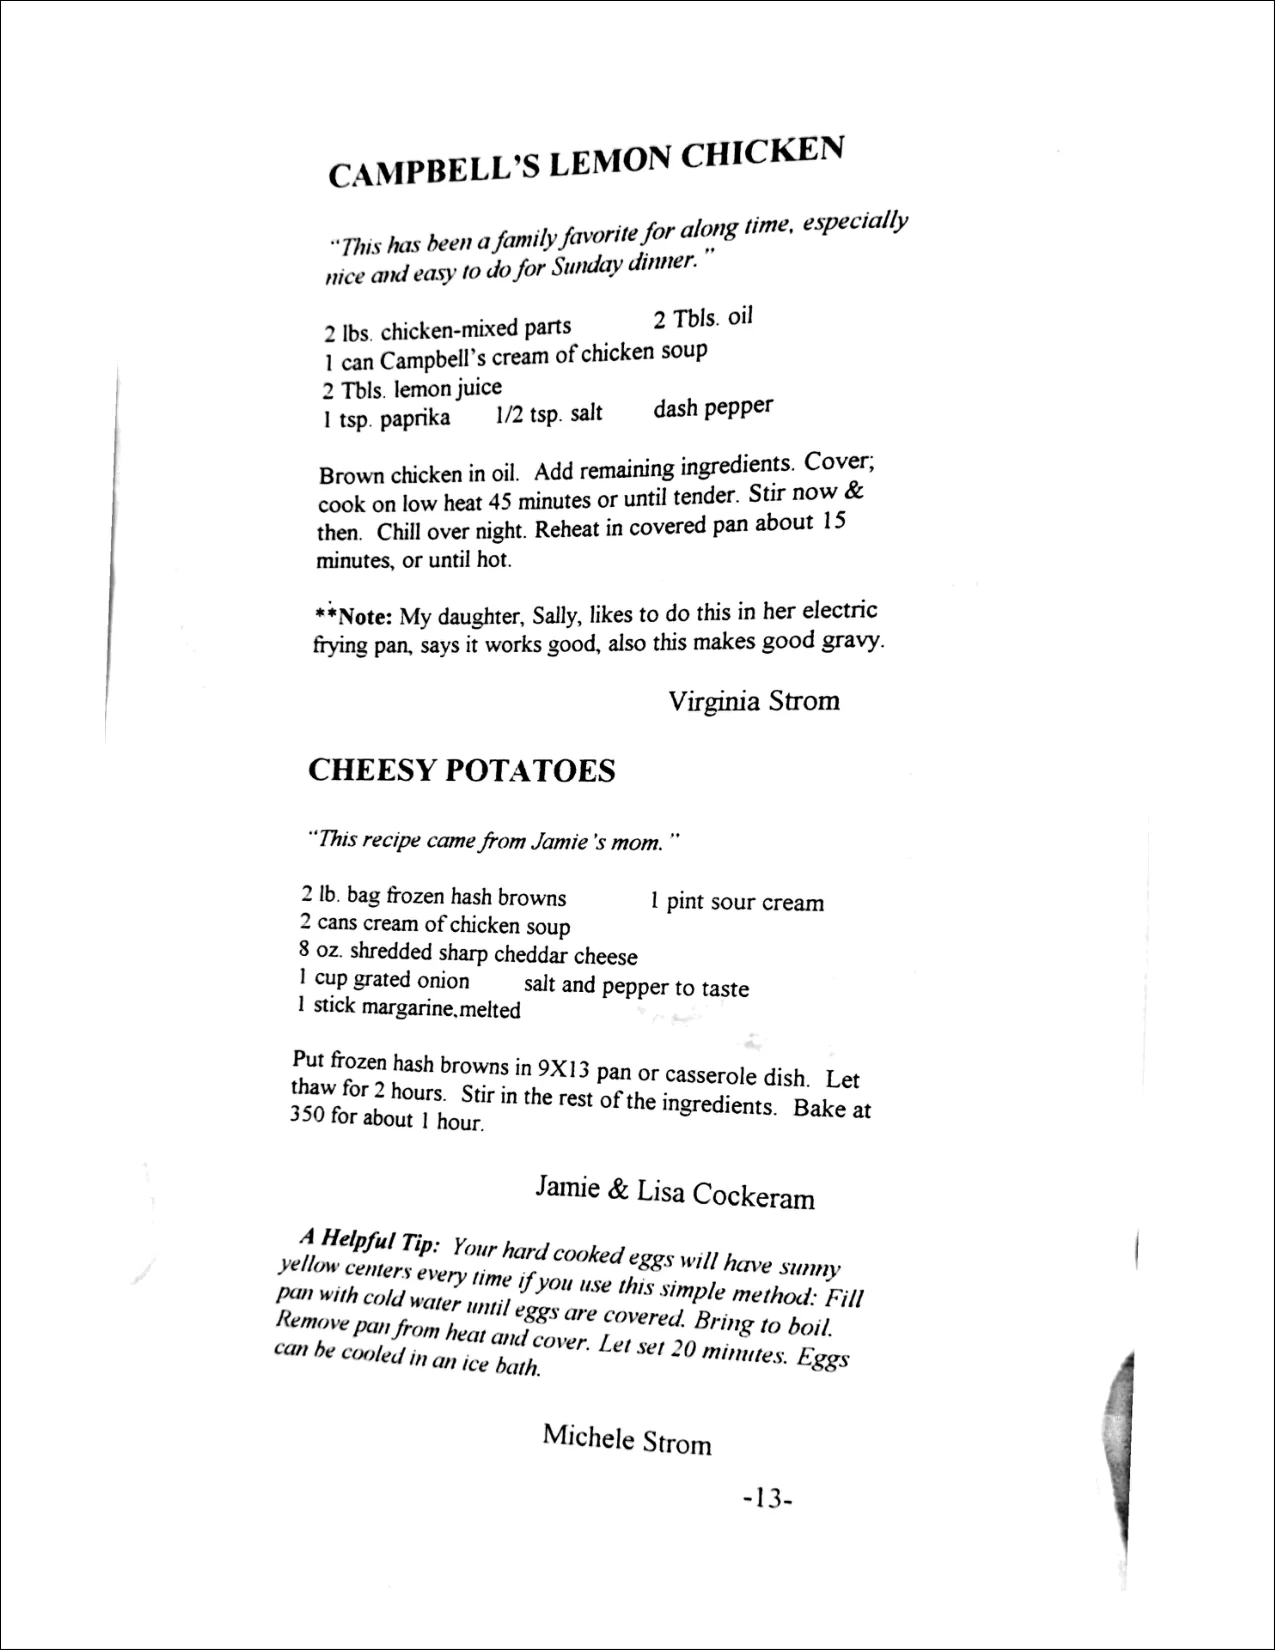 CAMPBELL'S LEMON CHICKEN
"This has been a family favorite for along time, especially
nice and easy to do for Sunday dinner."
2 lbs. chicken-mixed parts 2 Tbls. oil
1 can Campbell's cream of chicken soup
2 Tbls. lemon juice
1 tsp. paprika 1/2 tsp. salt dash pepper
Brown chicken in oil. Add remaining ingredients. Cover;
cook on low heat 45 minutes or until tender. Stir now &
then. Chill over night. Reheat in covered pan about 15
minutes, or until hot.
**Note: My daughter, Sally, likes to do this in her electric
frying pan, says it works good, also this makes good gravy.
Virginia Strom
CHEESY POTATOES
"This recipe came from Jamie's mom."
2 lb. bag frozen hash browns 1 pint sour cream
2 cans cream of chicken soup
8 oz. shredded sharp cheddar cheese
1 cup grated onion salt and pepper to taste
1 stick margarine,melted
Put frozen hash browns in 9X13 pan or casserole dish. Let
thaw for 2 hours. Stir in the rest of the ingredients. Bake at
350 for about 1 hour.
Jamie & Lisa Cockeram
A Helpful Tip: Your hard cooked eggs will have sunny
yellow centers every time if you use this simple method: Fill
pan with cold water until eggs are covered. Bring to boil.
Remove pan from heat and cover. Let set 20 minutes. Eggs
can be cooled in an ice bath.
Michele Strom
-13-